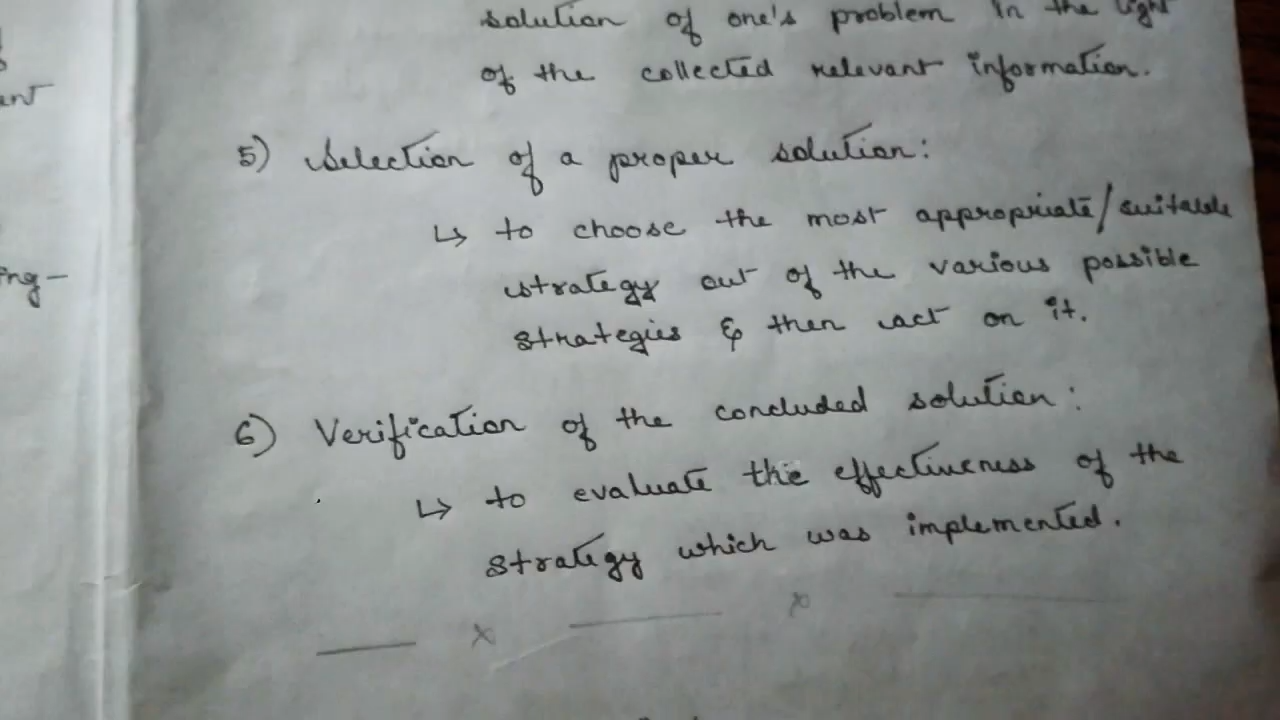 solution of one's problem in the light
of the collected relevant information.
5) Selection of a proper solution:
↳ to choose the most appropriate/suitable
strategy out of the various possible
strategies & then act on it.
6) Verification of the concluded solution:
↳ to evaluate the effectiveness of the
strategy which was implemented.
x x